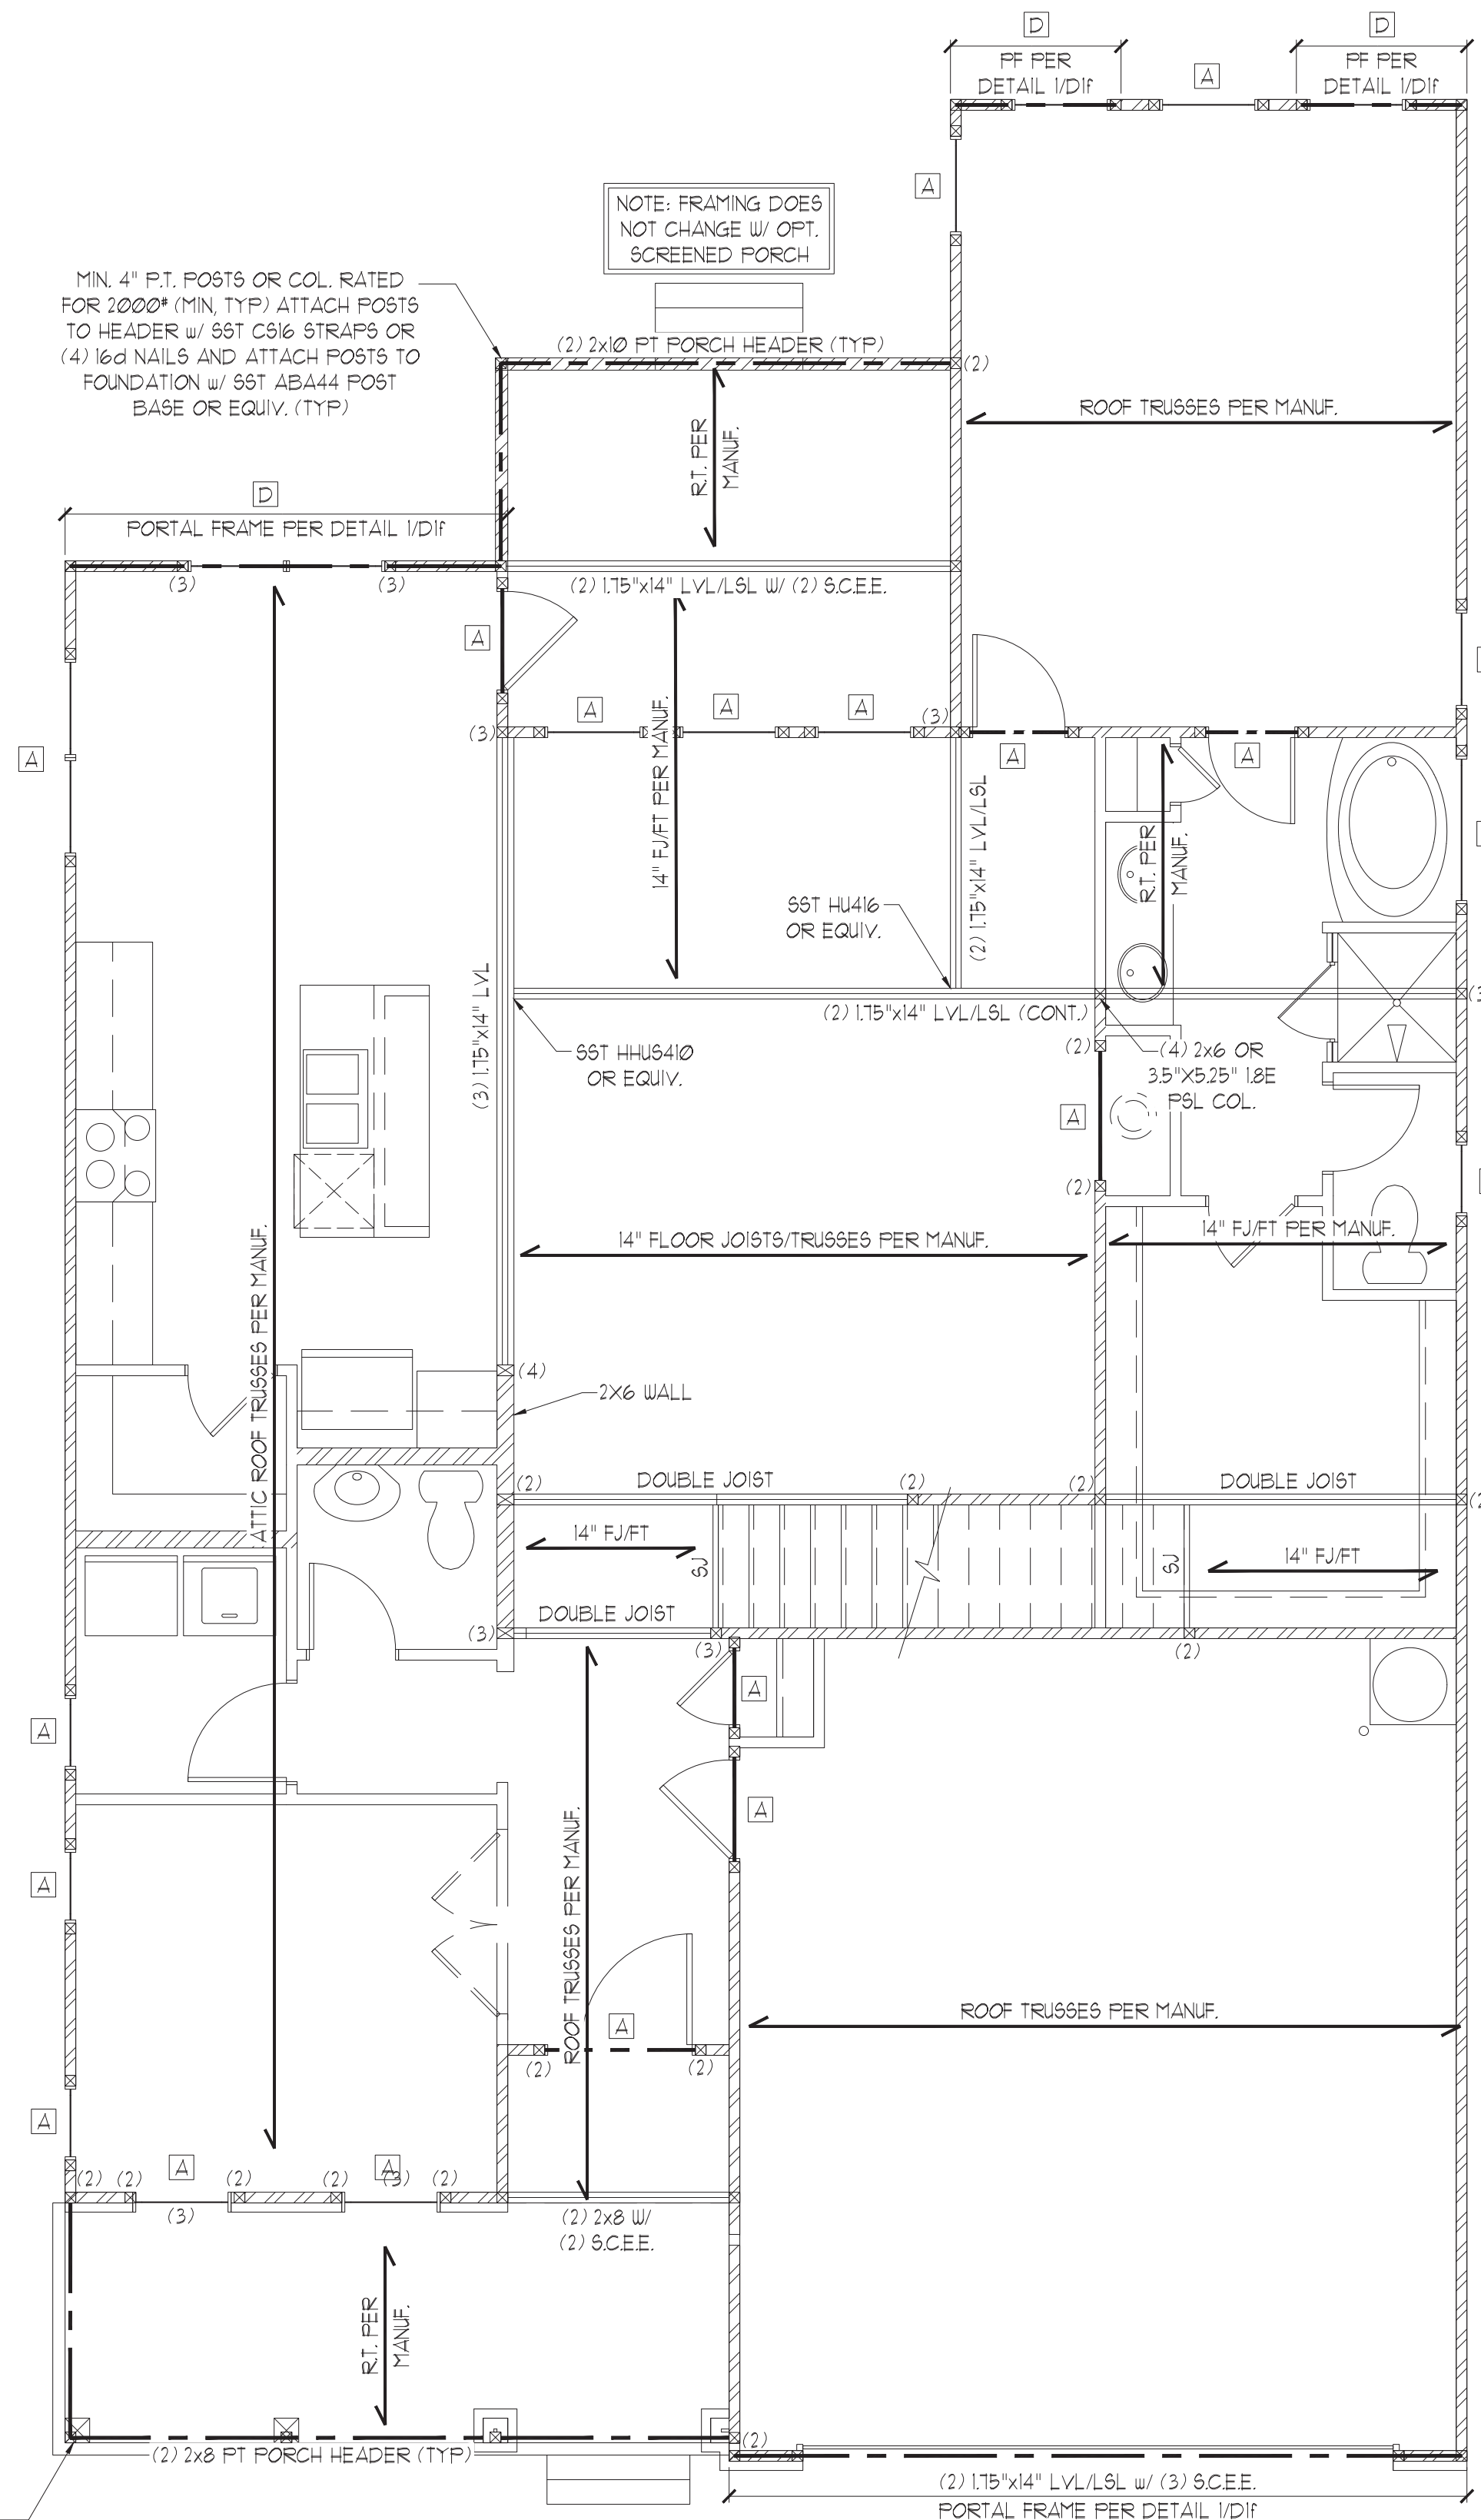 D
D
PF PER
DETAIL 1/D1f
A
PF PER
DETAIL 1/D1f
A
NOTE: FRAMING DOES
NOT CHANGE W/ OPT.
SCREENED PORCH
MIN. 4" P.T. POSTS OR COL. RATED
FOR 2000# (MIN, TYP) ATTACH POSTS
TO HEADER w/ SST CS16 STRAPS OR
(4) 16d NAILS AND ATTACH POSTS TO
FOUNDATION w/ SST ABA44 POST
BASE OR EQUIV. (TYP)
(2) 2x10 PT PORCH HEADER (TYP)
(2)
ROOF TRUSSES PER MANUF.
R.T. PER
MANUF.
D
PORTAL FRAME PER DETAIL 1/D1f
(3)
(3)
(2) 1.75"x14" LVL/LSL W/ (2) S.C.E.E.
A
14" FJ/FT PER MANUF.
A
A
A
(3)
(3)
A
A
A
(2) 1.75"x14" LVL/LSL
R.T. PER
MANUF.
SST HU416
OR EQUIV.
(3) 1.75"x14" LVL
(2) 1.75"x14" LVL/LSL (CONT.)
SST HHUS410
OR EQUIV.
(2)
(4) 2x6 OR
3.5"X5.25" 1.8E
PSL COL.
A
(2)
14" FLOOR JOISTS/TRUSSES PER MANUF.
14" FJ/FT PER MANUF.
ATTIC ROOF TRUSSES PER MANUF.
(4)
2X6 WALL
(2)
DOUBLE JOIST
(2)
(2)
DOUBLE JOIST
14" FJ/FT
SJ
SJ
14" FJ/FT
DOUBLE JOIST
(3)
(3)
(2)
A
A
A
A
ROOF TRUSSES PER MANUF.
A
(2)
(2)
ROOF TRUSSES PER MANUF.
A
A
A
(2)
(2)
(2)
(2)
(3)
(2)
(3)
(2) 2x8 W/
(2) S.C.E.E.
R.T. PER
MANUF.
(2) 2x8 PT PORCH HEADER (TYP)
(2)
(2) 1.75"x14" LVL/LSL w/ (3) S.C.E.E.
PORTAL FRAME PER DETAIL 1/D1f